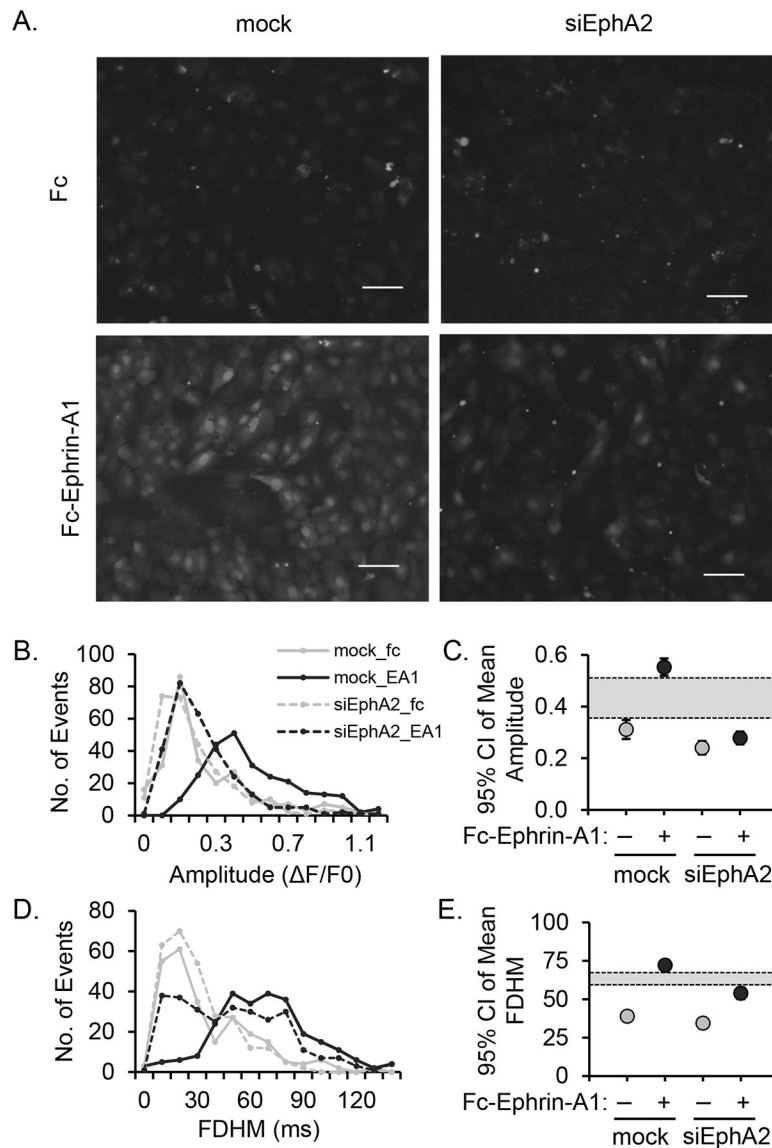 A.
mock siEphA2
Fc
Fc-Ephrin-A1
B.
No. of Events
100
80
60
40
20
0
0 0.3 0.7 1.1
Amplitude (ΔF/F0)
mock_fc
mock_EA1
siEphA2_fc
siEphA2_EA1
C.
95% CI of Mean
Amplitude
0.6
0.4
0.2
0.0
Fc-Ephrin-A1: – + – +
mock siEphA2
D.
No. of Events
80
60
40
20
0
0 30 60 90 120
FDHM (ms)
E.
95% CI of Mean
FDHM
100
75
50
25
0
Fc-Ephrin-A1: – + – +
mock siEphA2